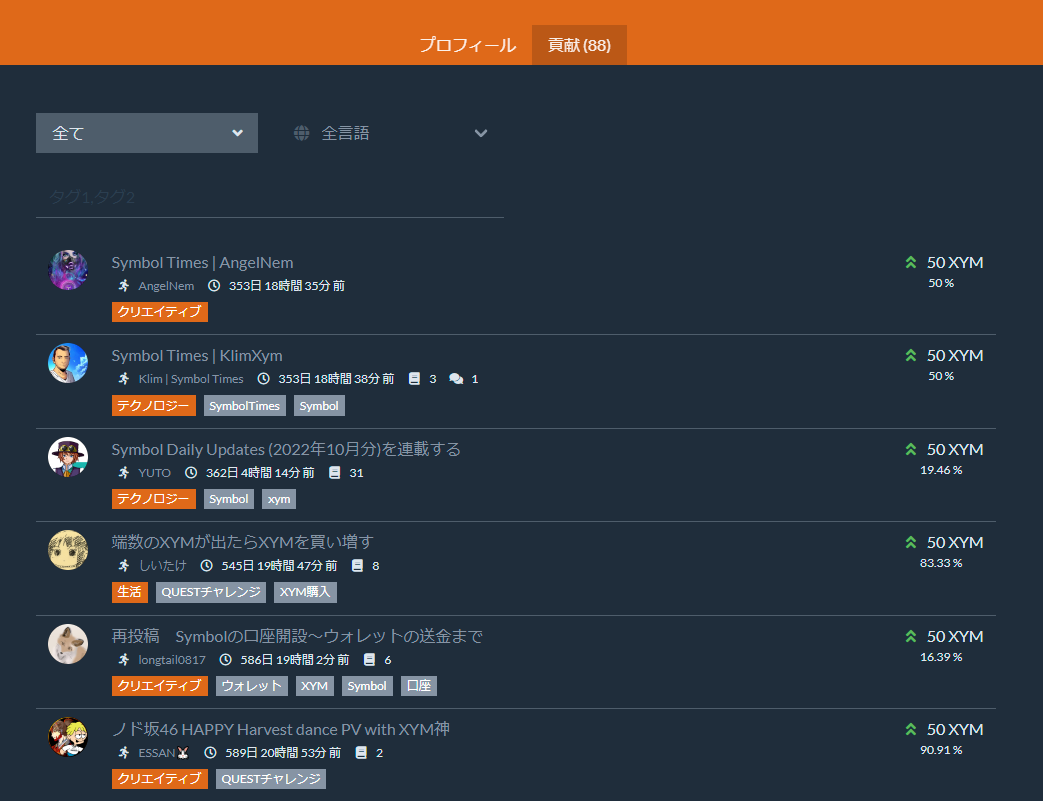 プロフィール 貢献 (88)
全て 全言語
タグ1,タグ2
Symbol Times | AngelNem 50 XYM
AngelNem 353日 18時間 35分 前 50 %
クリエイティブ
Symbol Times | KlimXym 50 XYM
Klim | Symbol Times 353日 18時間 38分 前 3 1 50 %
テクノロジー SymbolTimes Symbol
Symbol Daily Updates (2022年10月分)を連載する 50 XYM
YUTO 362日 4時間 14分 前 31 19.46 %
テクノロジー Symbol xym
端数のXYMが出たらXYMを買い増す 50 XYM
しいたけ 545日 19時間 47分 前 8 83.33 %
生活 QUESTチャレンジ XYM購入
再投稿　Symbolの口座開設〜ウォレットの送金まで 50 XYM
longtail0817 586日 19時間 2分 前 6 16.39 %
クリエイティブ ウォレット XYM Symbol 口座
ノド坂46 HAPPY Harvest dance PV with XYM神 50 XYM
ESSAN 589日 20時間 53分 前 2 90.91 %
クリエイティブ QUESTチャレンジ